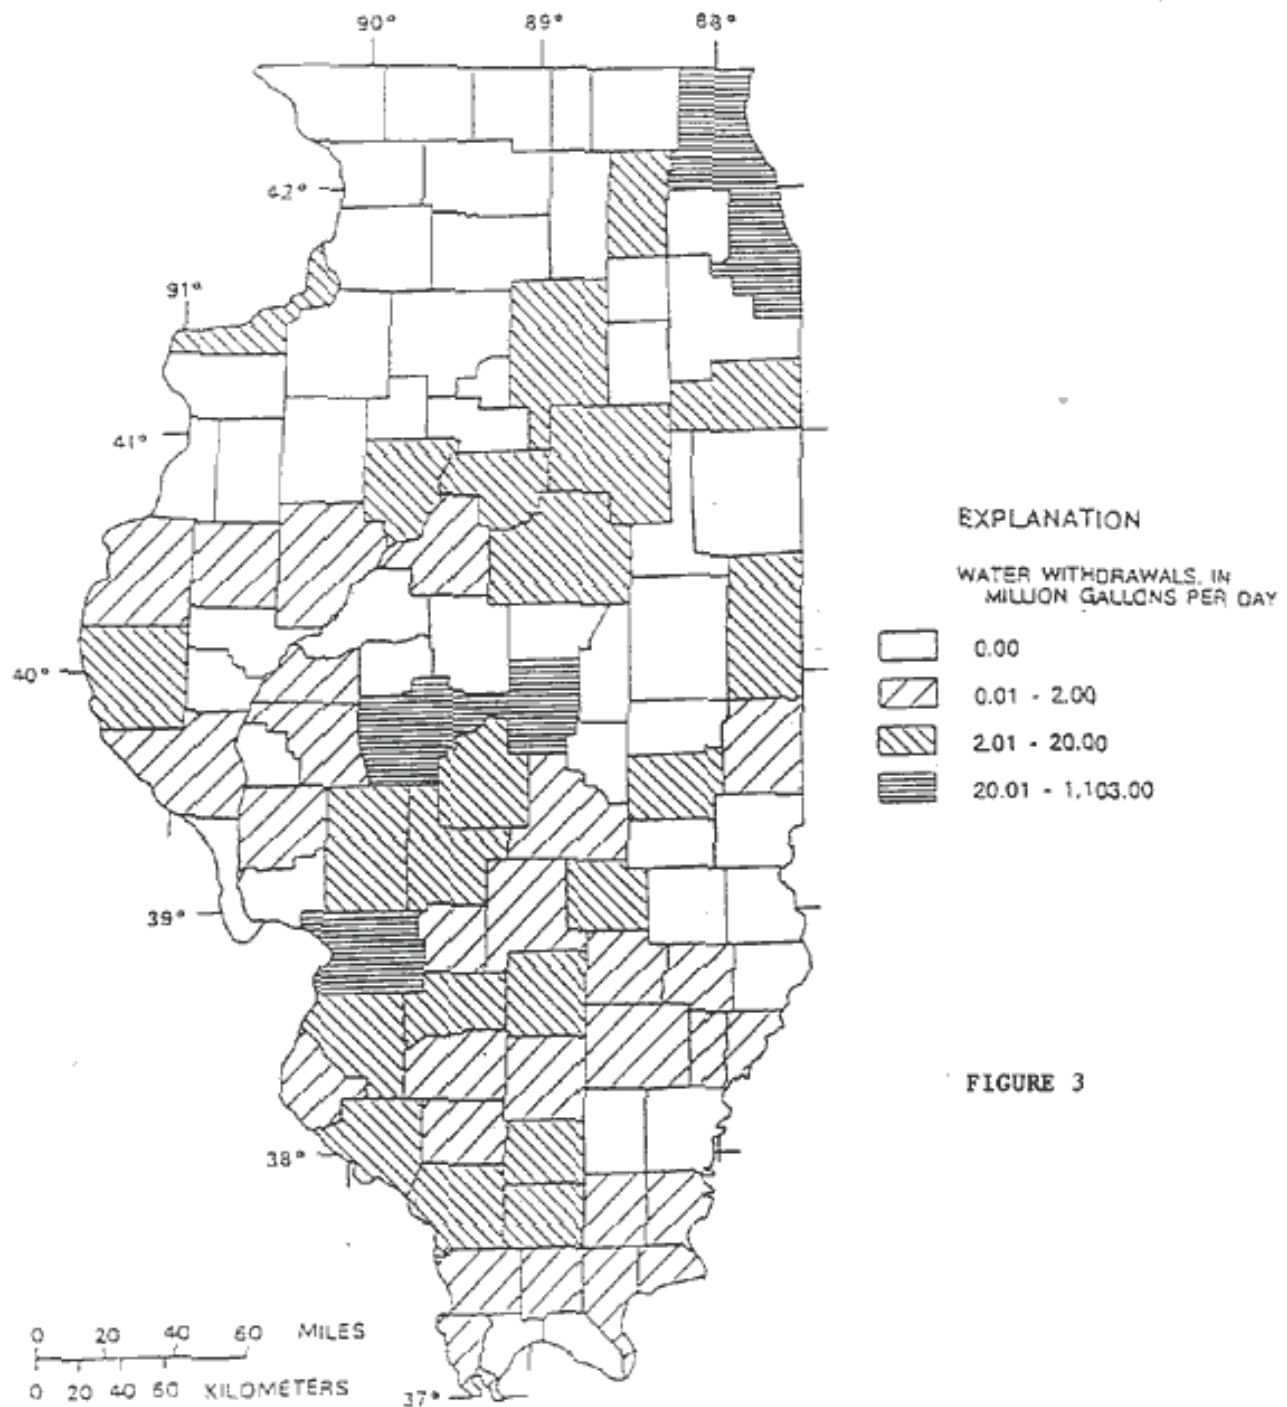 90° 89° 88°
42°
91°
41°
EXPLANATION
WATER WITHDRAWALS, IN
MILLION GALLONS PER DAY
0.00
40°
0.01 - 2.00
2.01 - 20.00
20.01 - 1,103.00
39°
FIGURE 3
38°
0 20 40 60 MILES
0 20 40 60 KILOMETERS
37°